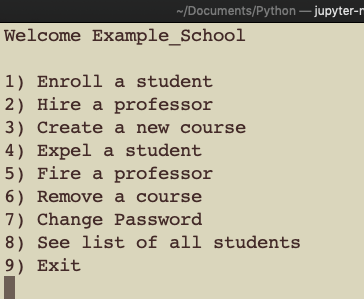 ~/Documents/Python — jupyter-n
Welcome Example_School
1) Enroll a student
2) Hire a professor
3) Create a new course
4) Expel a student
5) Fire a professor
6) Remove a course
7) Change Password
8) See list of all students
9) Exit